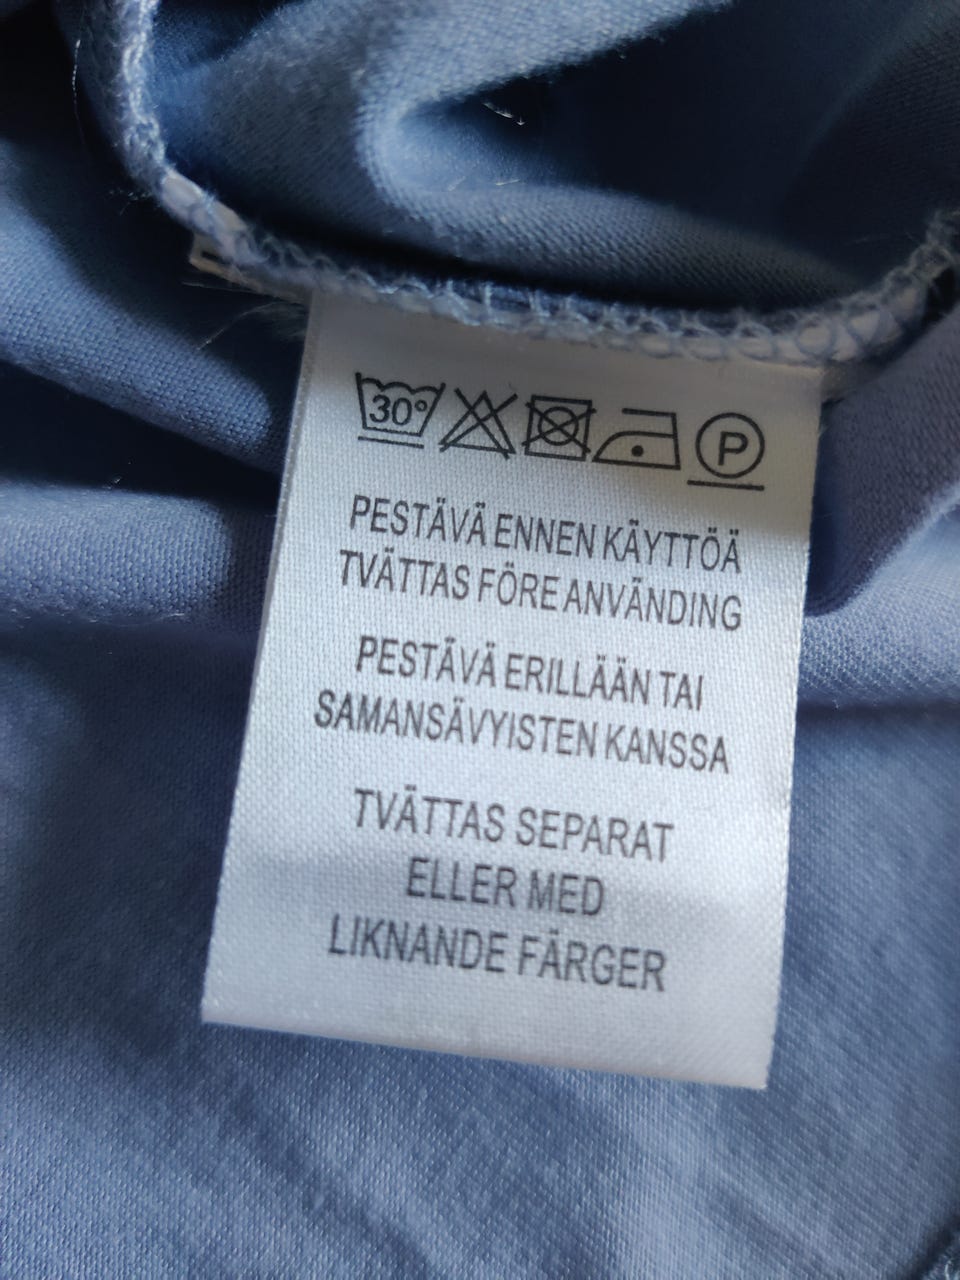 30°
P
PESTÄVÄ ENNEN KÄYTTÖÄ
TVÄTTAS FÖRE ANVÄNDING
PESTÄVÄ ERILLÄÄN TAI
SAMANSÄVYISTEN KANSSA
TVÄTTAS SEPARAT
ELLER MED
LIKNANDE FÄRGER